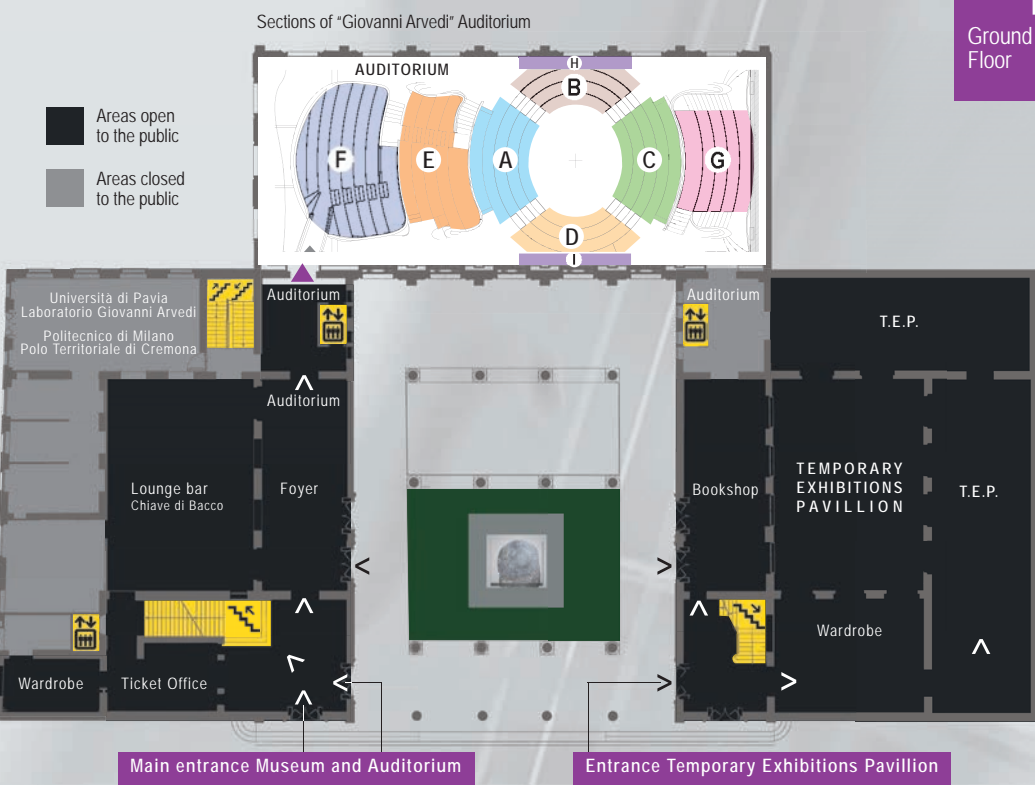 Sections of "Giovanni Arvedi" Auditorium
Ground
Floor
AUDITORIUM
H
B
F
E
A
C
G
D
I
Areas open
to the public
Areas closed
to the public
Università di Pavia
Laboratorio Giovanni Arvedi
Politecnico di Milano
Polo Territoriale di Cremona
Auditorium
Auditorium
T.E.P.
Auditorium
Lounge bar
Chiave di Bacco
Foyer
Bookshop
TEMPORARY
EXHIBITIONS
PAVILLION
T.E.P.
Wardrobe
Wardrobe
Ticket Office
Main entrance Museum and Auditorium
Entrance Temporary Exhibitions Pavillion